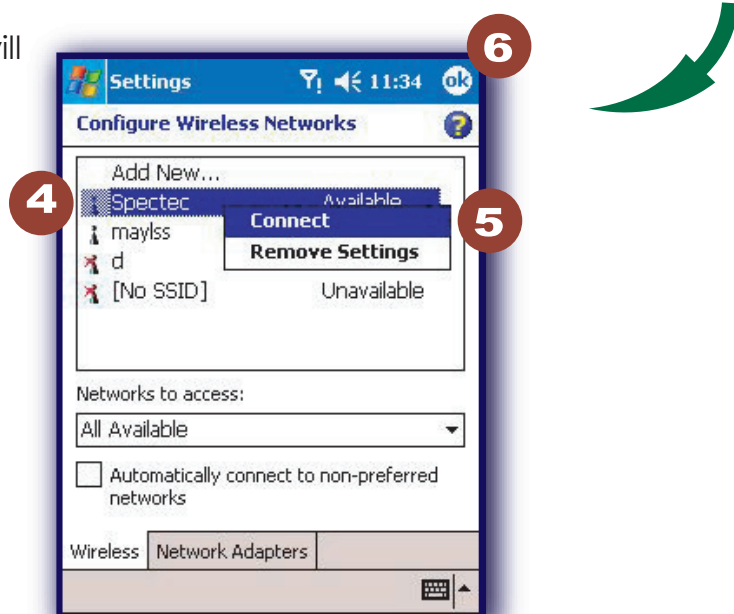 ill
6
Settings 11:34 ok
Configure Wireless Networks ?
Add New...
4
Spectec Available
Connect
5
maylss
Remove Settings
d
[No SSID] Unavailable
Networks to access:
All Available
Automatically connect to non-preferred
networks
Wireless Network Adapters